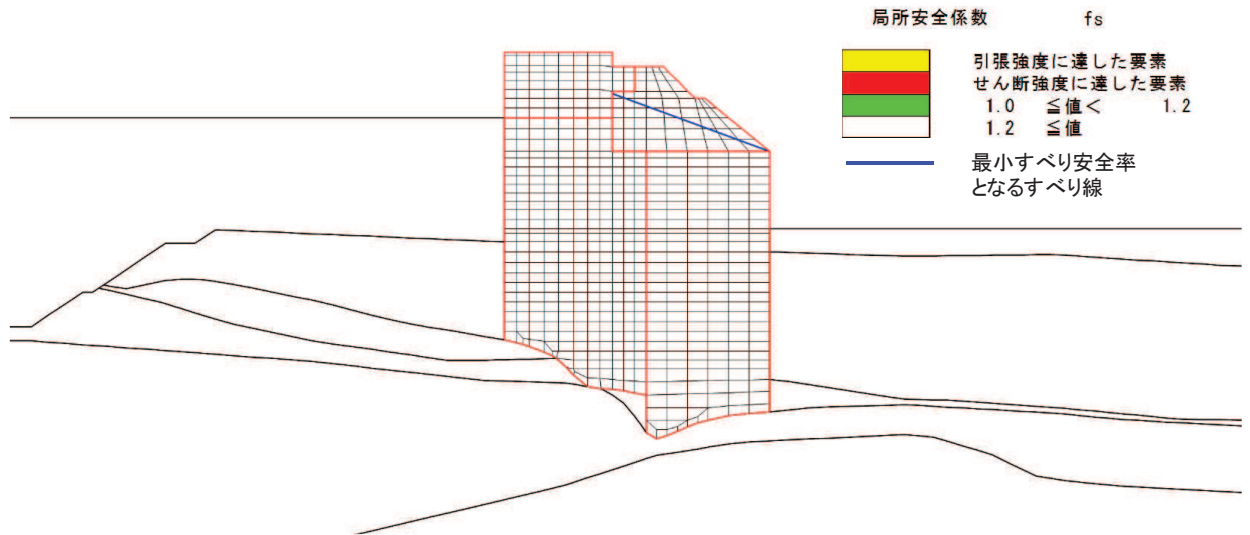 局所安全係数 fs
引張強度に達した要素
せん断強度に達した要素
1.0 ≦値< 1.2
1.2 ≦値
最小すべり安全率
となるすべり線